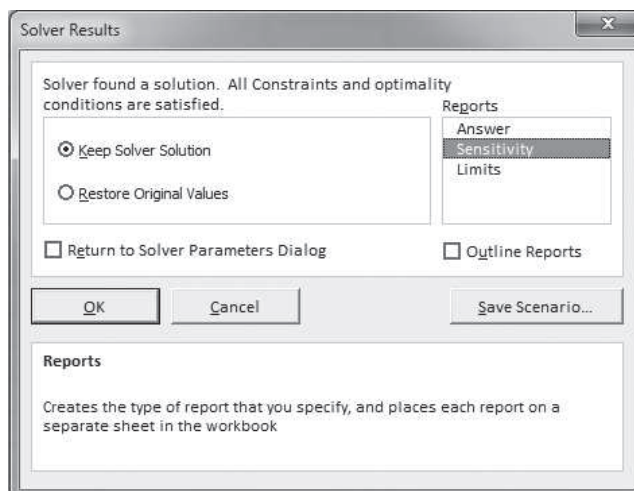 Solver Results
x
Solver found a solution. All Constraints and optimality
conditions are satisfied.
Reports
Answer
Sensitivity
Limits
Keep Solver Solution
Restore Original Values
Return to Solver Parameters Dialog
Outline Reports
OK
Cancel
Save Scenario...
Reports
Creates the type of report that you specify, and places each report on a
separate sheet in the workbook